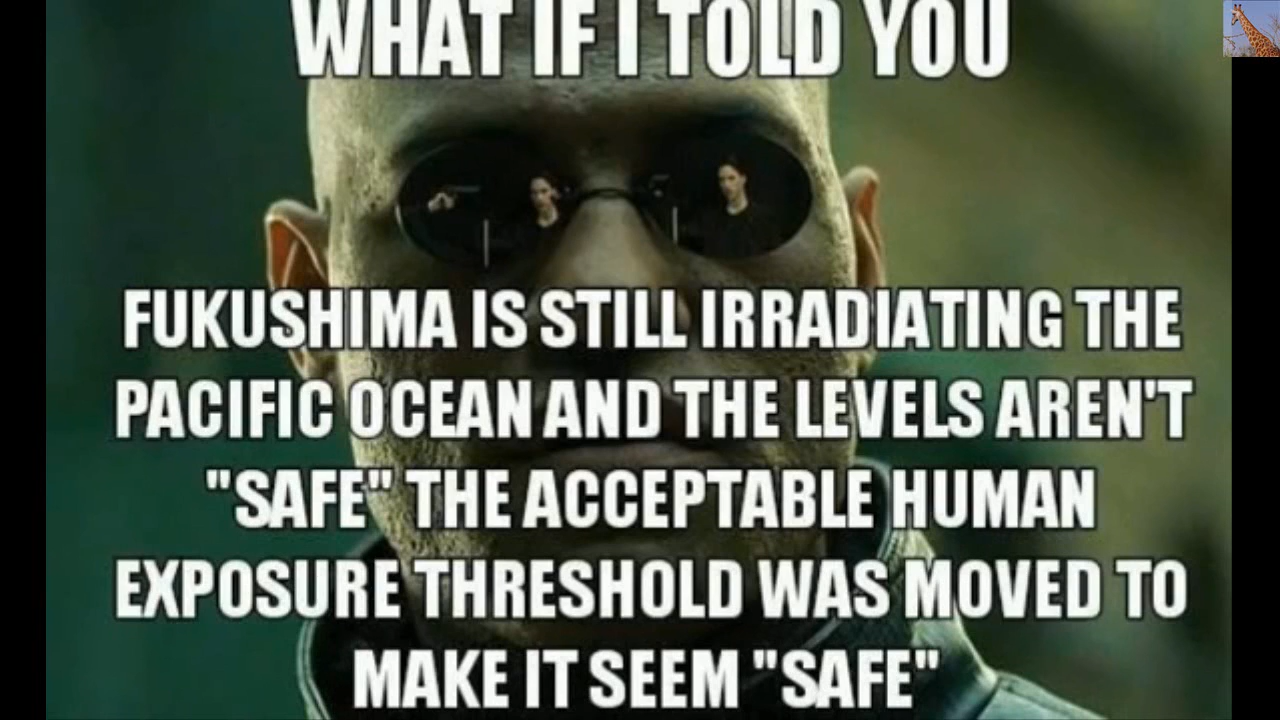 WHAT IF I TOLD YOU
FUKUSHIMA IS STILL IRRADIATING THE
PACIFIC OCEAN AND THE LEVELS AREN'T
"SAFE" THE ACCEPTABLE HUMAN
EXPOSURE THRESHOLD WAS MOVED TO
MAKE IT SEEM "SAFE"